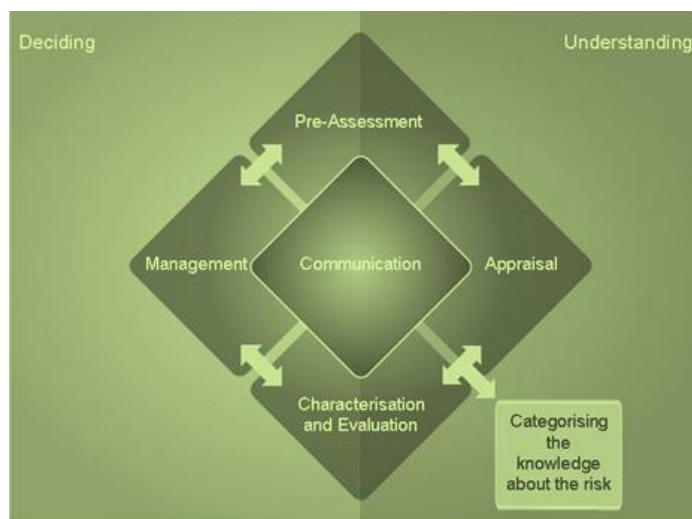 Deciding
Understanding
Pre-Assessment
Management
Communication
Appraisal
Characterisation
and Evaluation
Categorising
the
knowledge
about the risk